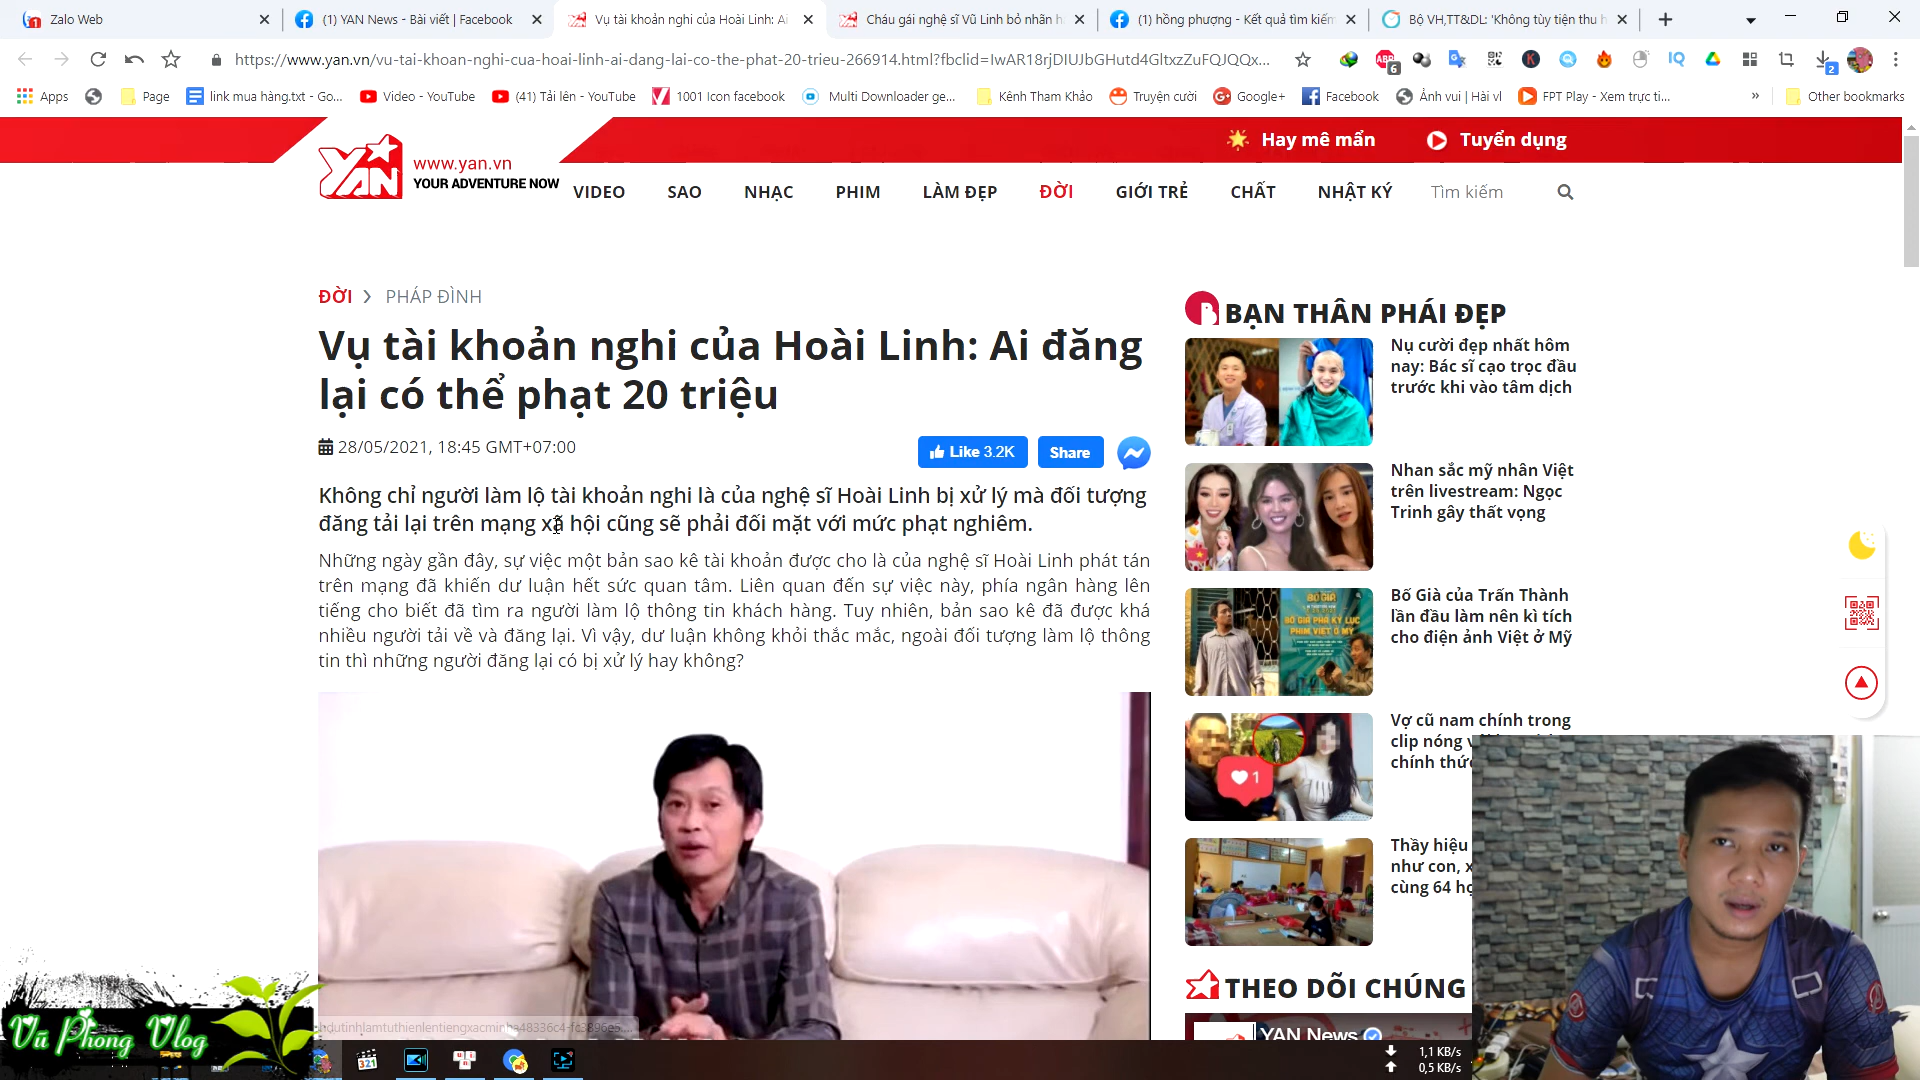 Zalo Web
(1) YAN News - Bài viết | Facebook
Vụ tài khoản nghi của Hoài Linh: Ai
Cháu gái nghệ sĩ Vũ Linh bỏ nhãn h
(1) hồng phượng - Kết quả tìm kiếm
Bộ VH,TT&DL: 'Không tùy tiện thu h
https://www.yan.vn/vu-tai-khoan-nghi-cua-hoai-linh-ai-dang-lai-co-the-phat-20-trieu-266914.html?fbclid=IwAR18rjDIUJbGHutd4GltxzZuFQJQQx...
Apps
Page
link mua hàng.txt - Go...
Video - YouTube
(41) Tải lên - YouTube
1001 Icon facebook
Multi Downloader ge...
Kênh Tham Khảo
Truyện cười
Google+
Facebook
Ảnh vui | Hài vl
FPT Play - Xem trực ti...
»
Other bookmarks
Hay mê mẩn
Tuyển dụng
YAN
www.yan.vn
YOUR ADVENTURE NOW
VIDEO SAO NHẠC PHIM LÀM ĐẸP ĐỜI GIỚI TRẺ CHẤT NHẬT KÝ Tìm kiếm
ĐỜI > PHÁP ĐÌNH
Vụ tài khoản nghi của Hoài Linh: Ai đăng
lại có thể phạt 20 triệu
28/05/2021, 18:45 GMT+07:00
Like 3.2K
Share
Không chỉ người làm lộ tài khoản nghi là của nghệ sĩ Hoài Linh bị xử lý mà đối tượng
đăng tải lại trên mạng xã hội cũng sẽ phải đối mặt với mức phạt nghiêm.
Những ngày gần đây, sự việc một bản sao kê tài khoản được cho là của nghệ sĩ Hoài Linh phát tán
trên mạng đã khiến dư luận hết sức quan tâm. Liên quan đến sự việc này, phía ngân hàng lên
tiếng cho biết đã tìm ra người làm lộ thông tin khách hàng. Tuy nhiên, bản sao kê đã được khá
nhiều người tải về và đăng lại. Vì vậy, dư luận không khỏi thắc mắc, ngoài đối tượng làm lộ thông
tin thì những người đăng lại có bị xử lý hay không?
BẠN THÂN PHÁI ĐẸP
Nụ cười đẹp nhất hôm
nay: Bác sĩ cạo trọc đầu
trước khi vào tâm dịch
Nhan sắc mỹ nhân Việt
trên livestream: Ngọc
Trinh gây thất vọng
BỐ GIÀ
BỐ GIÀ PHÁ KỶ LỤC
PHIM VIỆT Ở MỸ
Bố Già của Trấn Thành
lần đầu làm nên kì tích
cho điện ảnh Việt ở Mỹ
1
Vợ cũ nam chính trong
clip nóng
chính thức
Thầy hiệu
như con,
cùng 64
THEO DÕI CHÚNG
YAN News
Vũ Phong Vlog
321
1,1 KB/s
0,5 KB/s
6
2